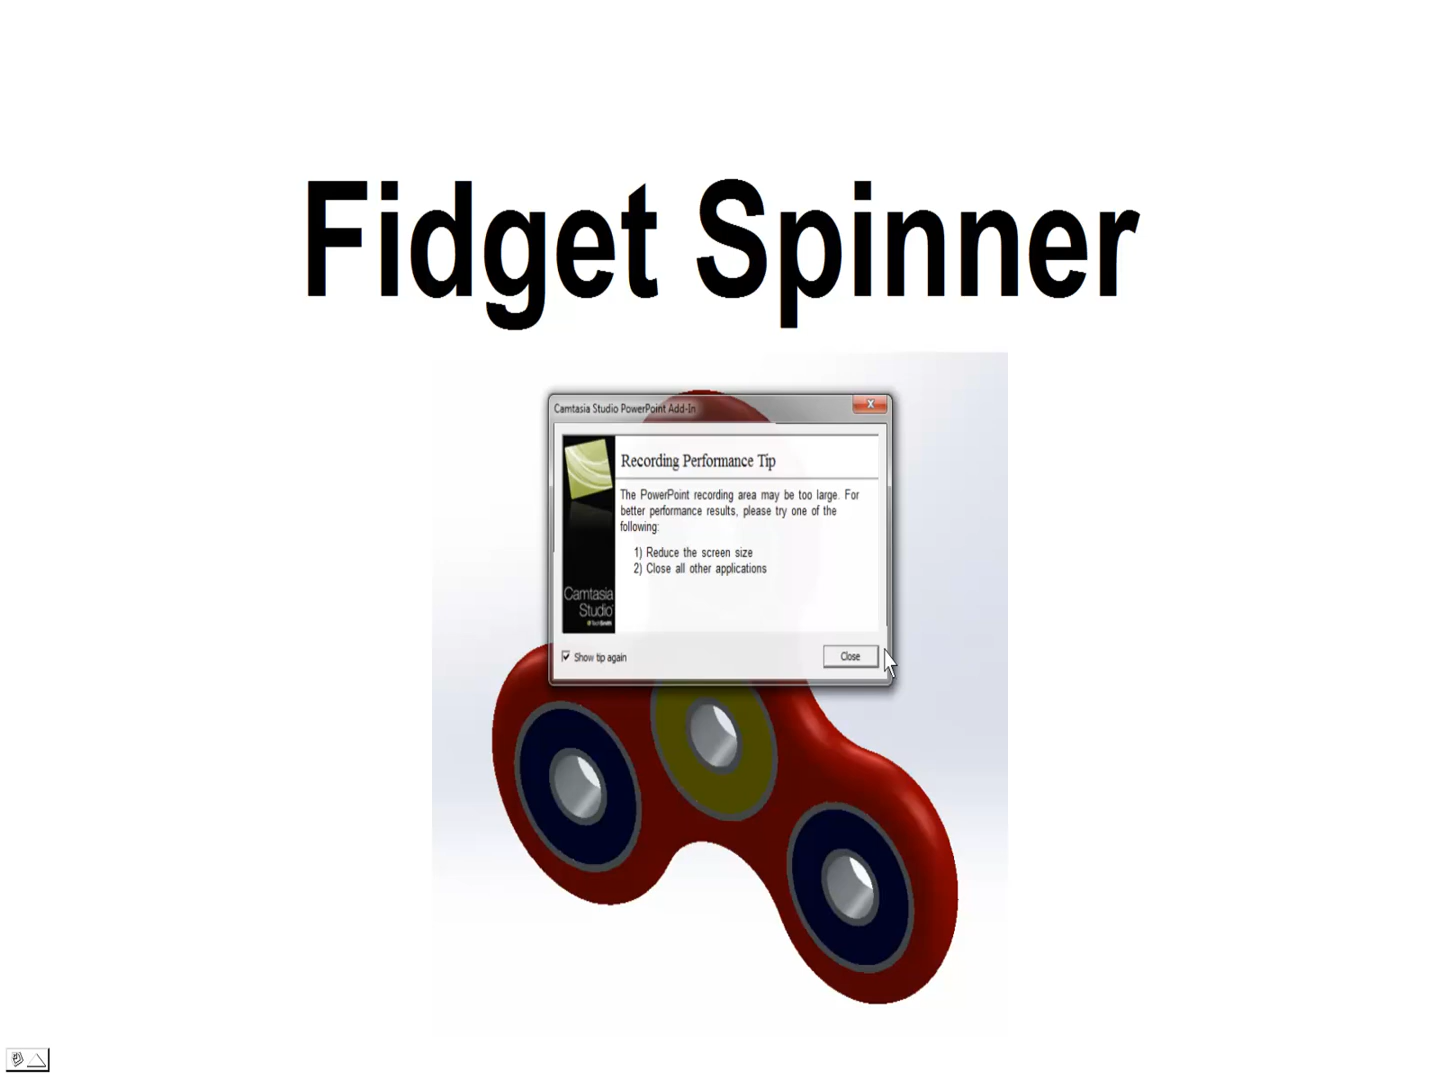 Fidget Spinner
Camtasia Studio PowerPoint Add-In
Recording Performance Tip
The PowerPoint recording area may be too large. For
better performance results, please try one of the
following:
1) Reduce the screen size
2) Close all other applications
Camtasia
Studio
TechSmith
Show tip again
Close